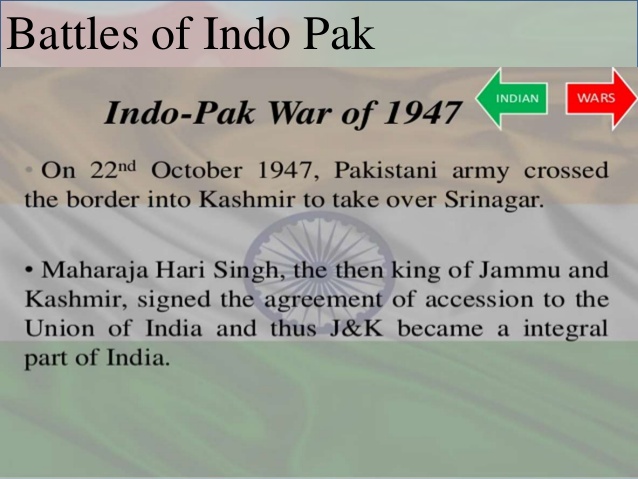 Battles of Indo Pak
INDIAN
WARS
Indo-Pak War of 1947
• On 22nd October 1947, Pakistani army crossed
the border into Kashmir to take over Srinagar.
• Maharaja Hari Singh, the then king of Jammu and
Kashmir, signed the agreement of accession to the
Union of India and thus J&K became a integral
part of India.